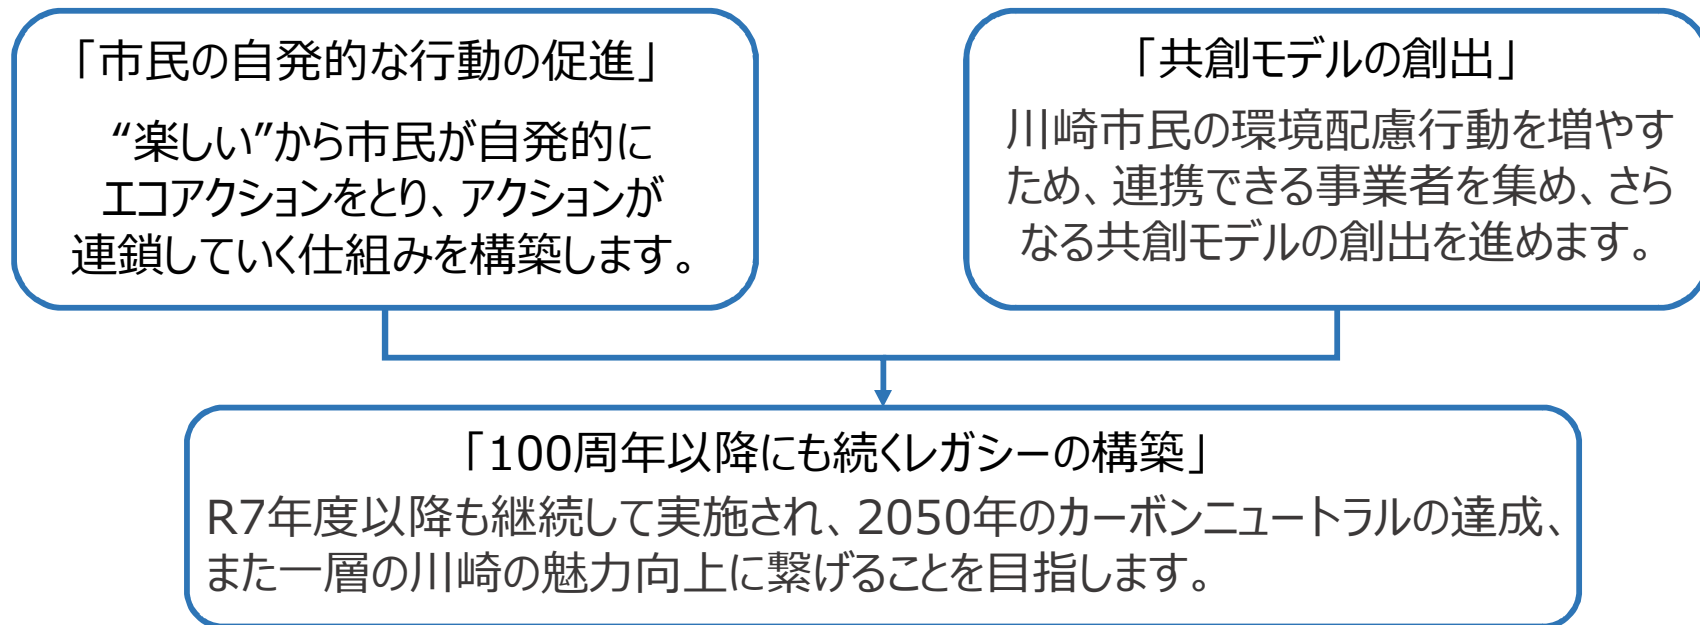 「市民の自発的な行動の促進」
“楽しい”から市民が自発的に
エコアクションをとり、アクションが
連鎖していく仕組みを構築します。
「共創モデルの創出」
川崎市民の環境配慮行動を増やす
ため、連携できる事業者を集め、さら
なる共創モデルの創出を進めます。
「100周年以降にも続くレガシーの構築」
R7年度以降も継続して実施され、2050年のカーボンニュートラルの達成、
また一層の川崎の魅力向上に繋げることを目指します。